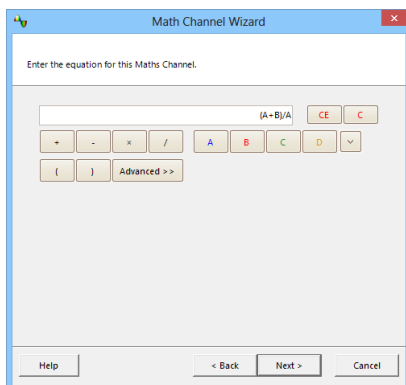 Math Channel Wizard
Enter the equation for this Maths Channel.
(A+B)/A CE C
+ - × / A B C D
( ) Advanced >>
Help < Back Next > Cancel